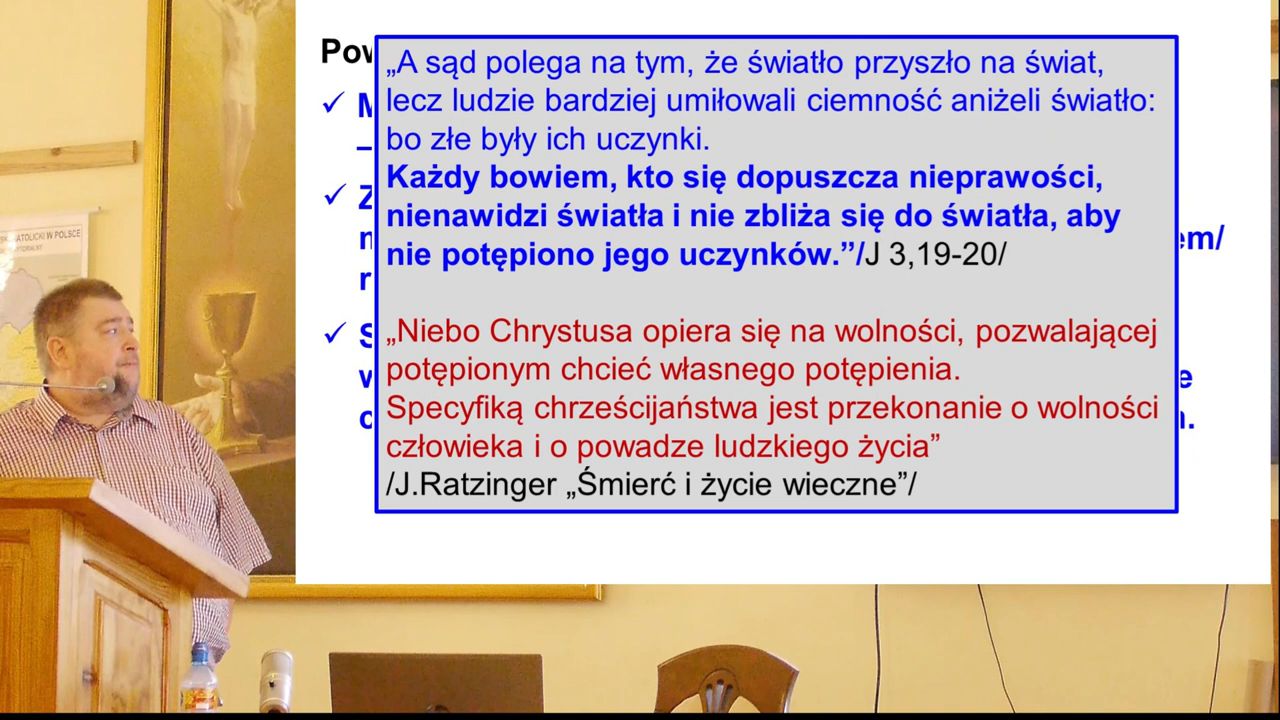 W POLSCE
„A sąd polega na tym, że światło przyszło na świat,
lecz ludzie bardziej umiłowali ciemność aniżeli światło:
bo złe były ich uczynki.
Każdy bowiem, kto się dopuszcza nieprawości,
nienawidzi światła i nie zbliża się do światła, aby
nie potępiono jego uczynków.”/J 3,19-20/
„Niebo Chrystusa opiera się na wolności, pozwalającej
potępionym chcieć własnego potępienia.
Specyfiką chrześcijaństwa jest przekonanie o wolności
człowieka i o powadze ludzkiego życia”
/J.Ratzinger „Śmierć i życie wieczne”/